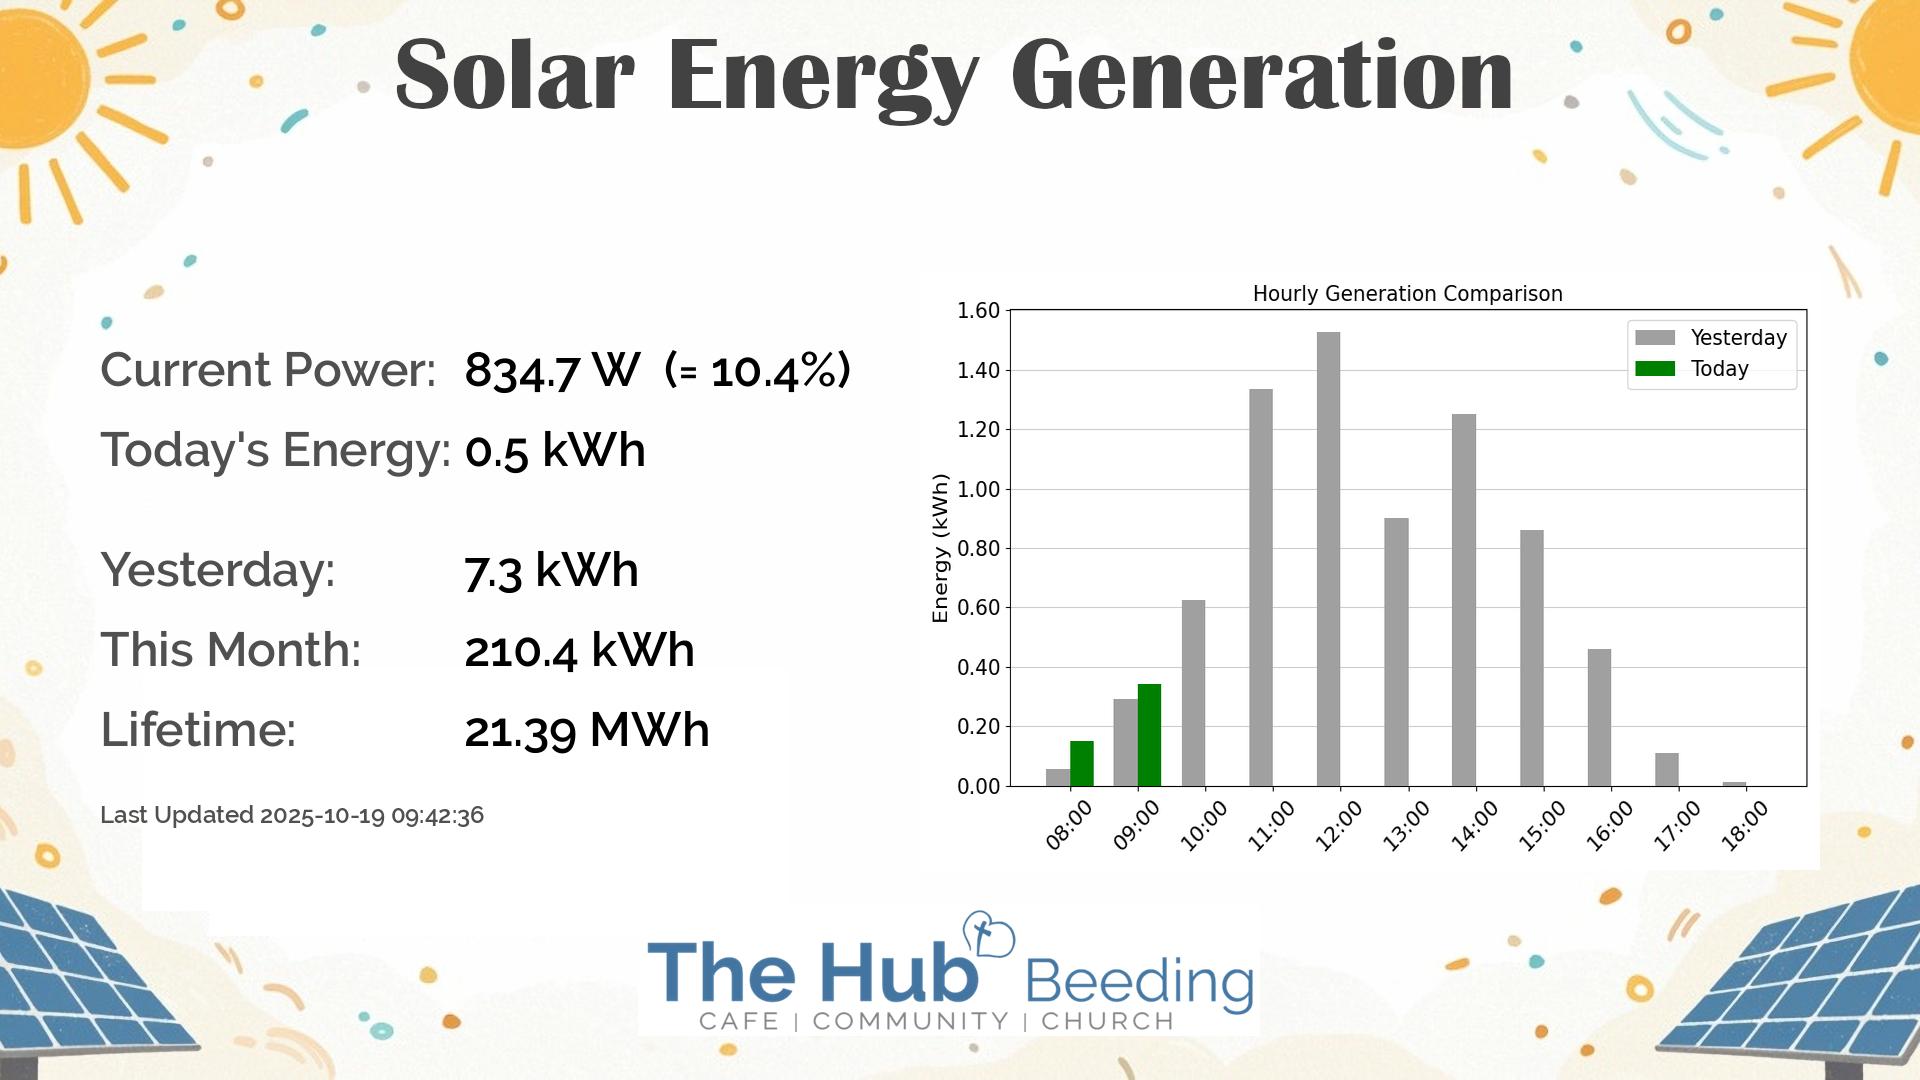 Solar Energy Generation
Current Power: 834.7 W (= 10.4%)
Today's Energy: 0.5 kWh
Yesterday: 7.3 kWh
This Month: 210.4 kWh
Lifetime: 21.39 MWh
Last Updated 2025-10-19 09:42:36
Hourly Generation Comparison
Energy (kWh)
1.60
1.40
1.20
1.00
0.80
0.60
0.40
0.20
0.00
Yesterday
Today
08:00 09:00 10:00 11:00 12:00 13:00 14:00 15:00 16:00 17:00 18:00
The Hub Beeding
CAFE | COMMUNITY | CHURCH